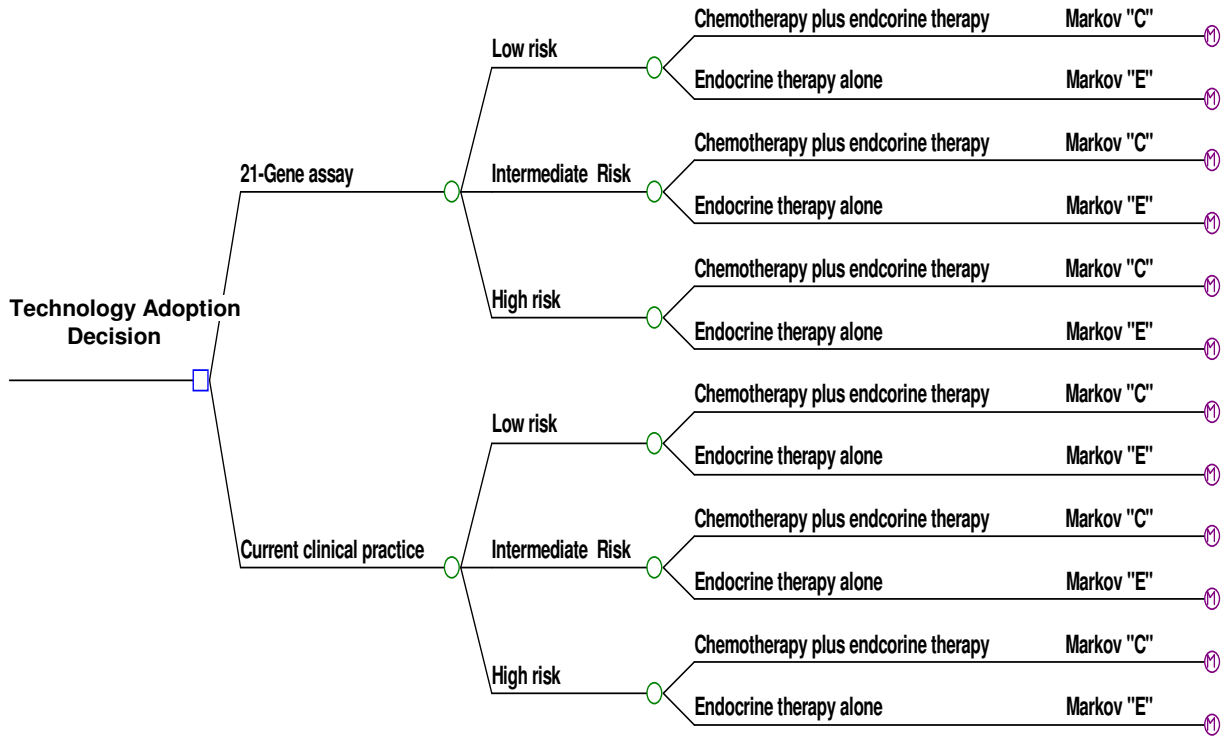 Chemotherapy plus endcorine therapy Markov "C"
Low risk
Endocrine therapy alone Markov "E"
Chemotherapy plus endcorine therapy Markov "C"
21-Gene assay
Intermediate Risk
Endocrine therapy alone Markov "E"
Chemotherapy plus endcorine therapy Markov "C"
High risk
Endocrine therapy alone Markov "E"
Technology Adoption
Decision
Chemotherapy plus endcorine therapy Markov "C"
Low risk
Endocrine therapy alone Markov "E"
Chemotherapy plus endcorine therapy Markov "C"
Current clinical practice
Intermediate Risk
Endocrine therapy alone Markov "E"
Chemotherapy plus endcorine therapy Markov "C"
High risk
Endocrine therapy alone Markov "E"
M
M
M
M
M
M
M
M
M
M
M
M